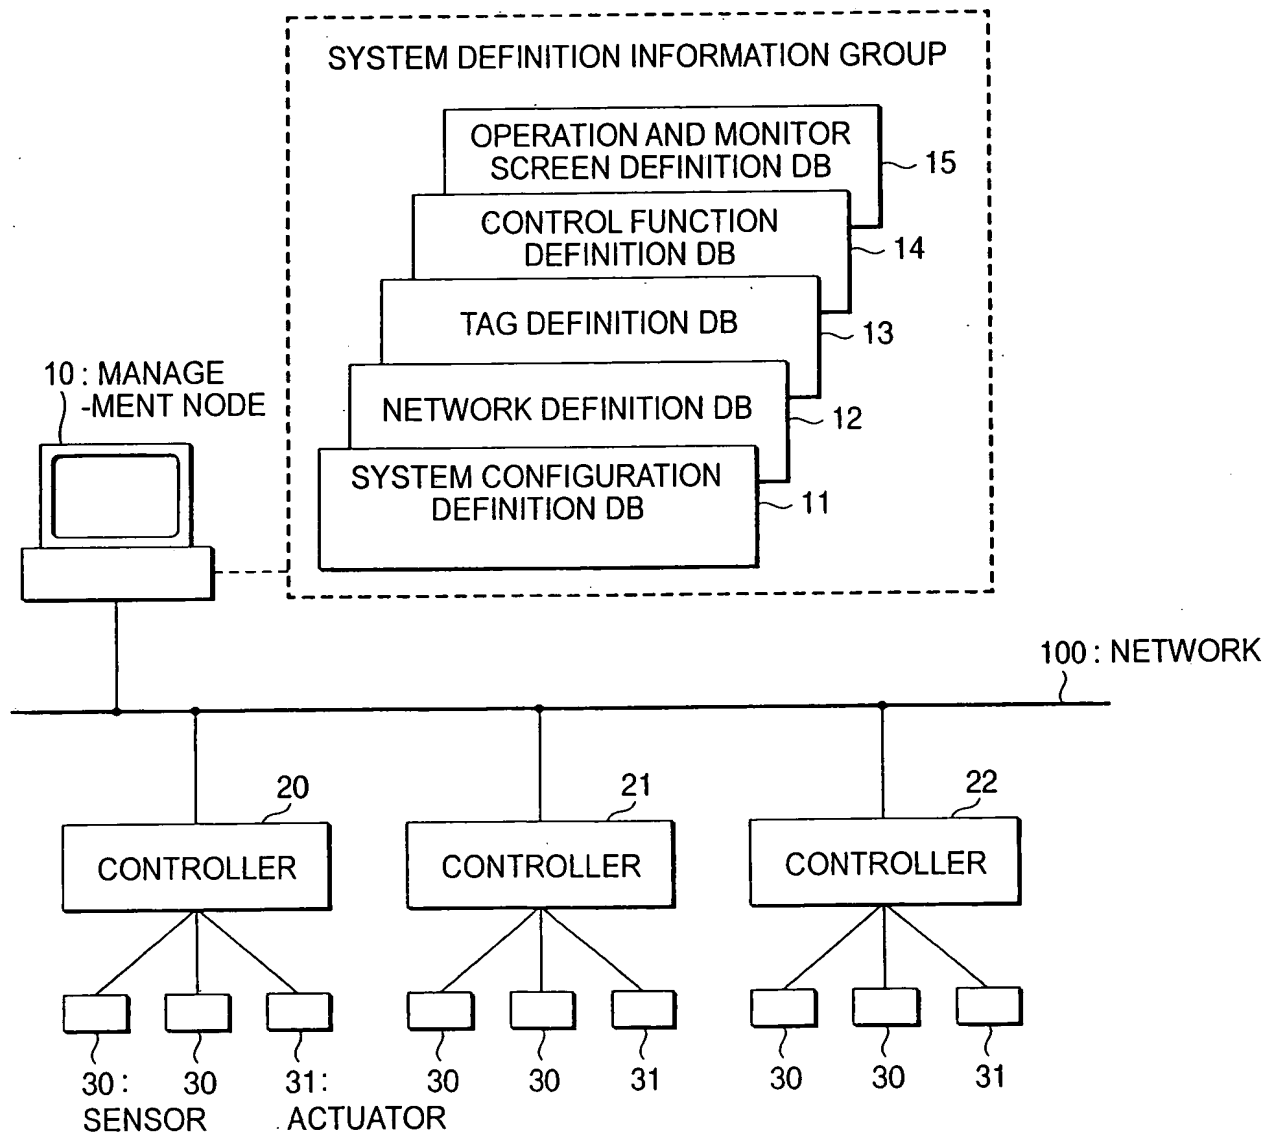 SYSTEM DEFINITION INFORMATION GROUP
OPERATION AND MONITOR
SCREEN DEFINITION DB
15
CONTROL FUNCTION
DEFINITION DB
14
TAG DEFINITION DB
13
10 : MANAGE
-MENT NODE
NETWORK DEFINITION DB
12
SYSTEM CONFIGURATION
DEFINITION DB
11
100 : NETWORK
20
21
22
CONTROLLER
CONTROLLER
CONTROLLER
30 :
SENSOR
30
31 :
ACTUATOR
30
30
31
30
30
31